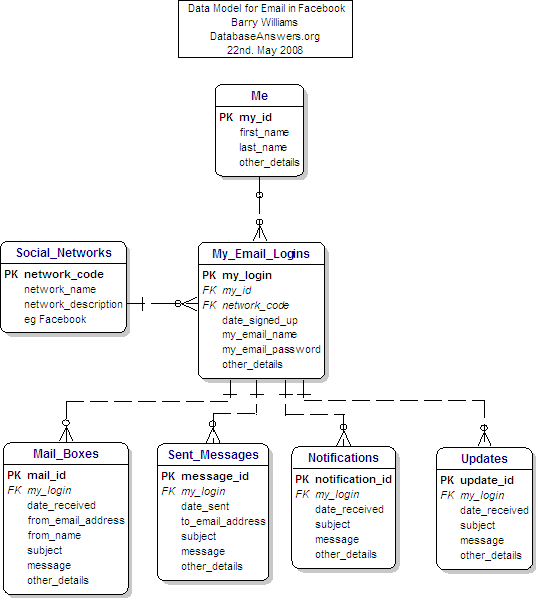 Data Model for Email in Facebook
Barry Williams
DatabaseAnswers.org
22nd. May 2008
Me
PK my_id
first_name
last_name
other_details
Social_Networks
PK network_code
network_name
network_description
eg Facebook
My_Email_Logins
PK my_login
FK my_id
FK network_code
date_signed_up
my_email_name
my_email_password
other_details
Mail_Boxes
PK mail_id
FK my_login
date_received
from_email_address
from_name
subject
message
other_details
Sent_Messages
PK message_id
FK my_login
date_sent
to_email_address
subject
message
other_details
Notifications
PK notification_id
FK my_login
date_received
subject
message
other_details
Updates
PK update_id
FK my_login
date_received
subject
message
other_details